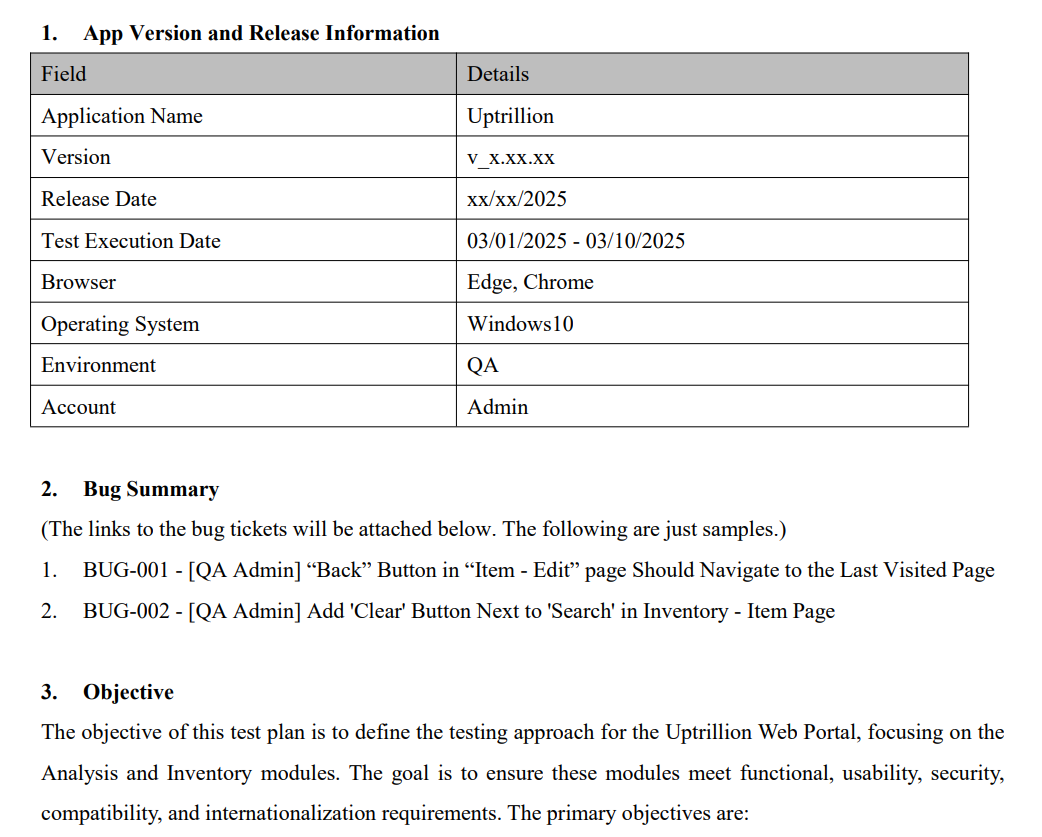 1. App Version and Release Information
Field Details
Application Name Uptrillion
Version v_x.xx.xx
Release Date xx/xx/2025
Test Execution Date 03/01/2025 - 03/10/2025
Browser Edge, Chrome
Operating System Windows10
Environment QA
Account Admin
2. Bug Summary
(The links to the bug tickets will be attached below. The following are just samples.)
1. BUG-001 - [QA Admin] “Back” Button in “Item - Edit” page Should Navigate to the Last Visited Page
2. BUG-002 - [QA Admin] Add 'Clear' Button Next to 'Search' in Inventory - Item Page
3. Objective
The objective of this test plan is to define the testing approach for the Uptrillion Web Portal, focusing on the
Analysis and Inventory modules. The goal is to ensure these modules meet functional, usability, security,
compatibility, and internationalization requirements. The primary objectives are: